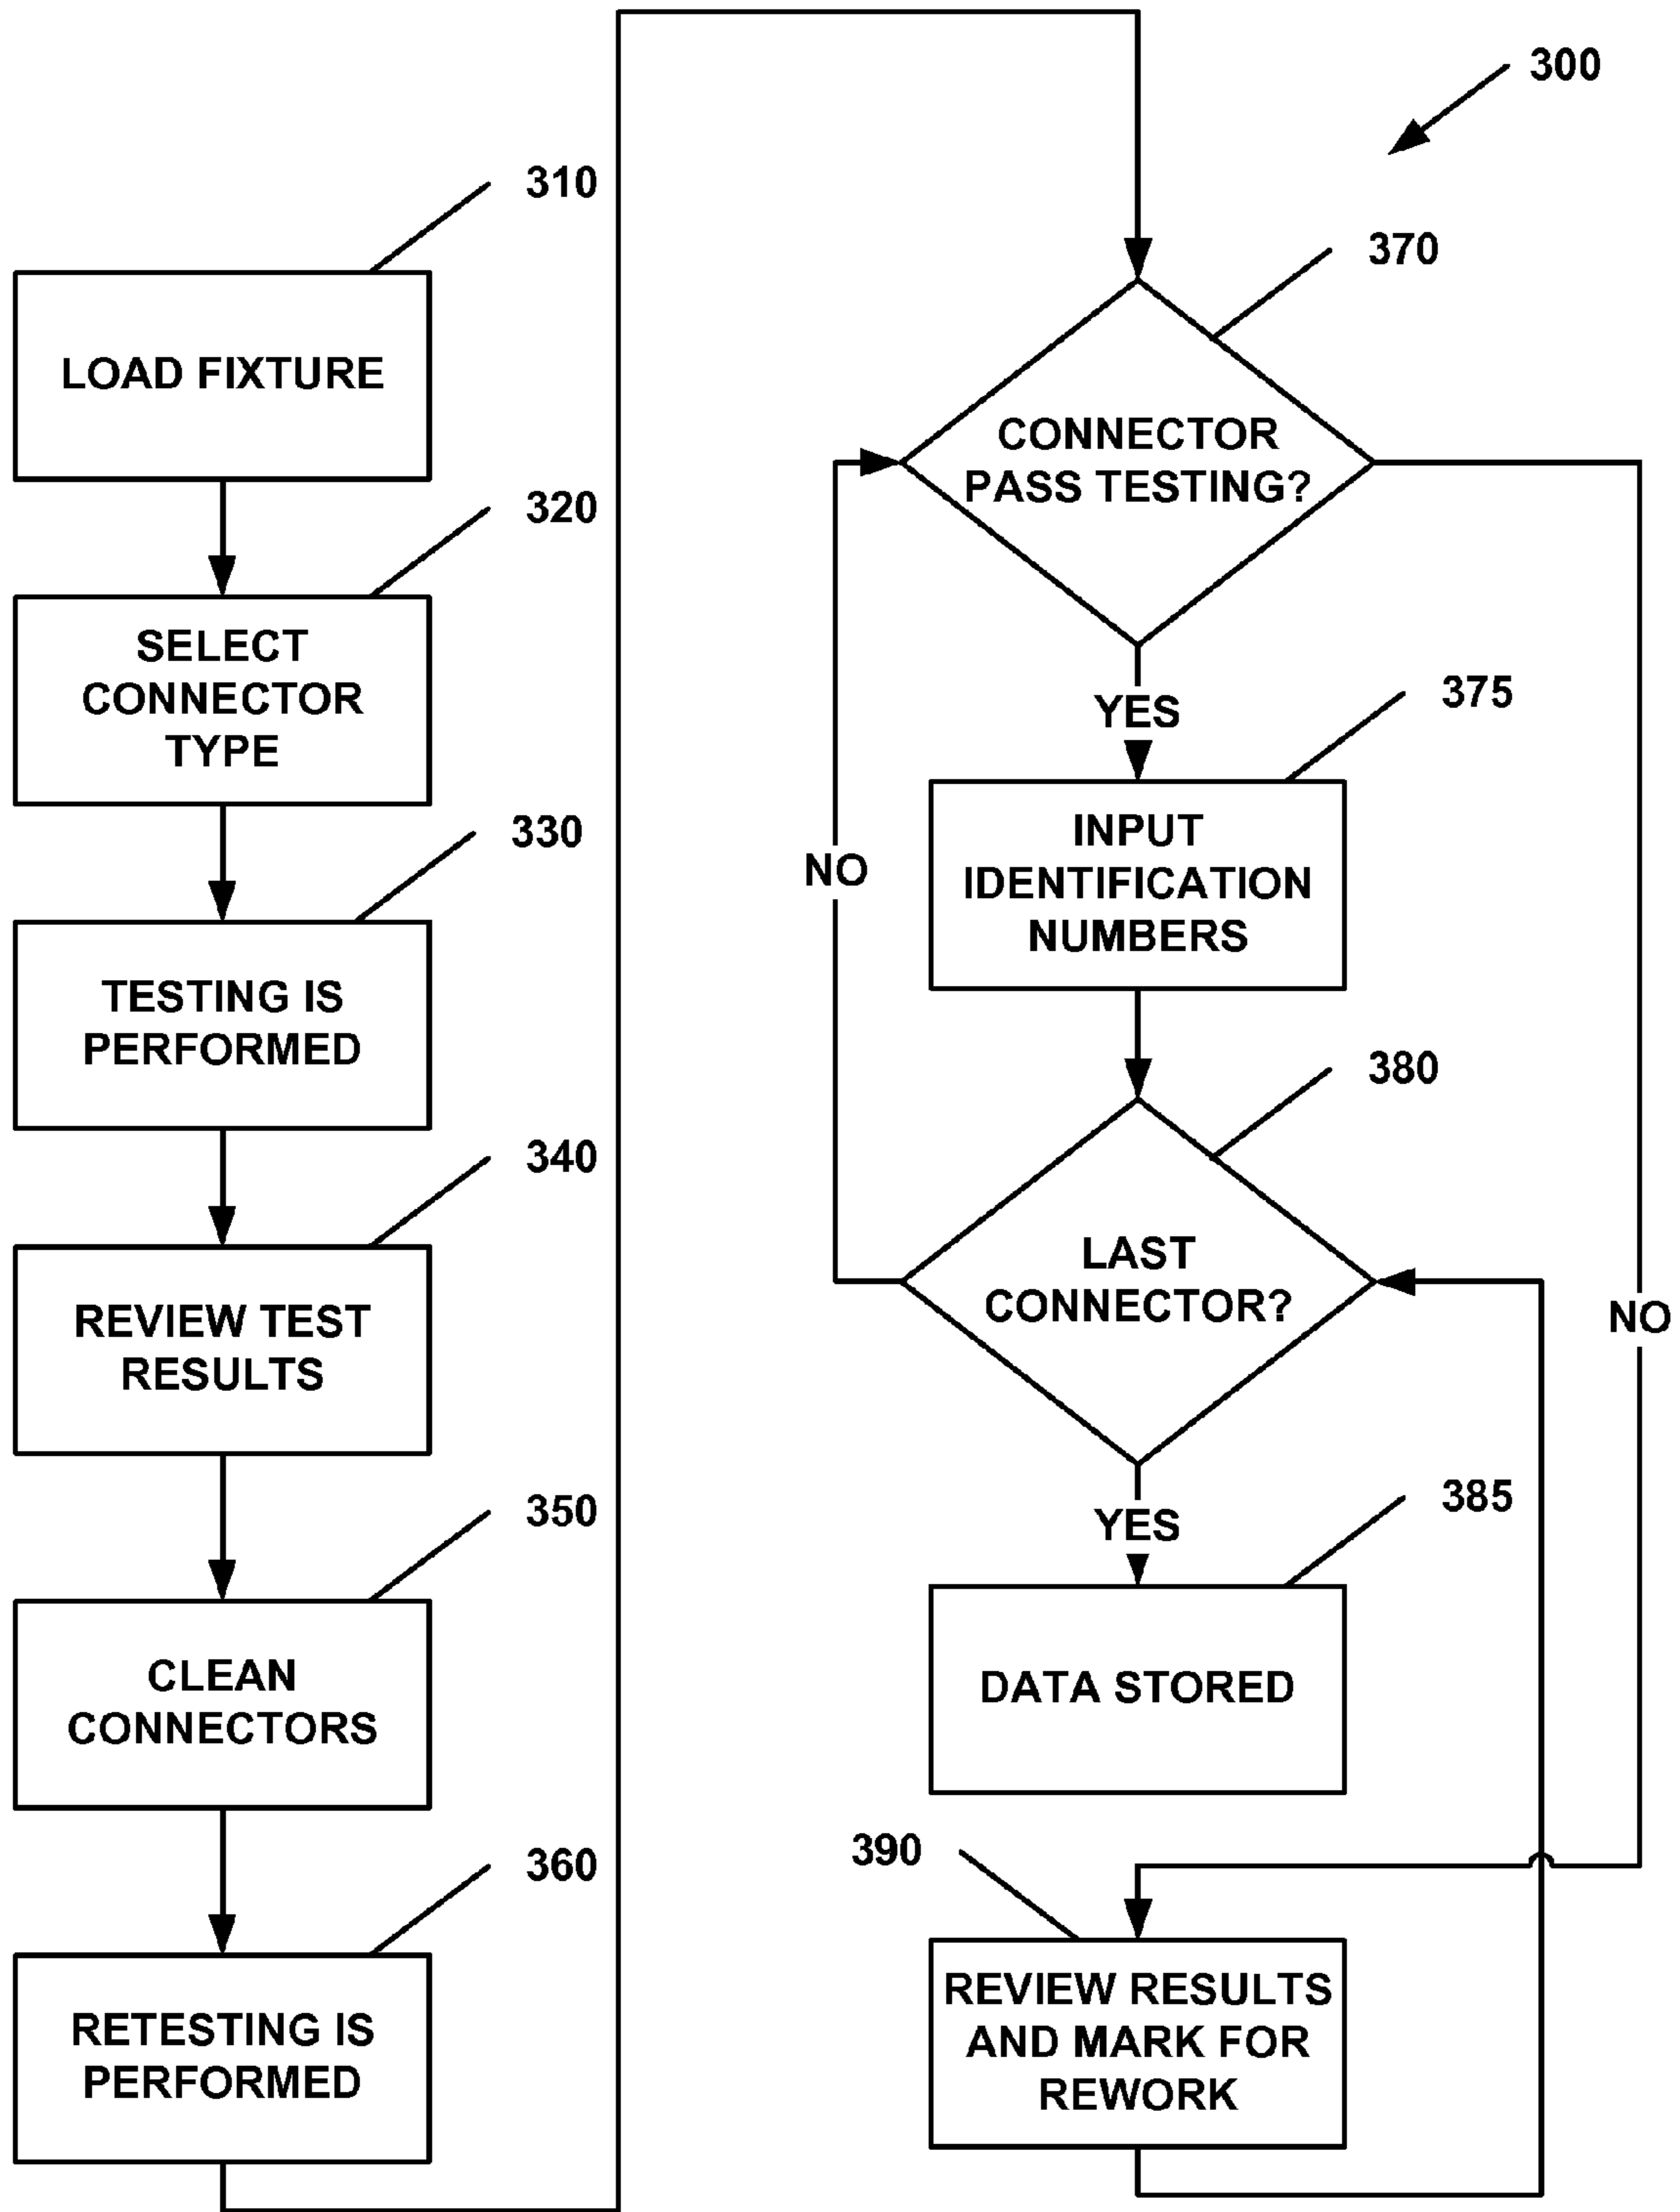 310
LOAD FIXTURE
320
SELECT
CONNECTOR
TYPE
330
TESTING IS
PERFORMED
340
REVIEW TEST
RESULTS
350
CLEAN
CONNECTORS
360
RETESTING IS
PERFORMED
300
370
CONNECTOR
PASS TESTING?
YES
375
INPUT
IDENTIFICATION
NUMBERS
NO
380
LAST
CONNECTOR?
NO
YES
385
DATA STORED
390
REVIEW RESULTS
AND MARK FOR
REWORK